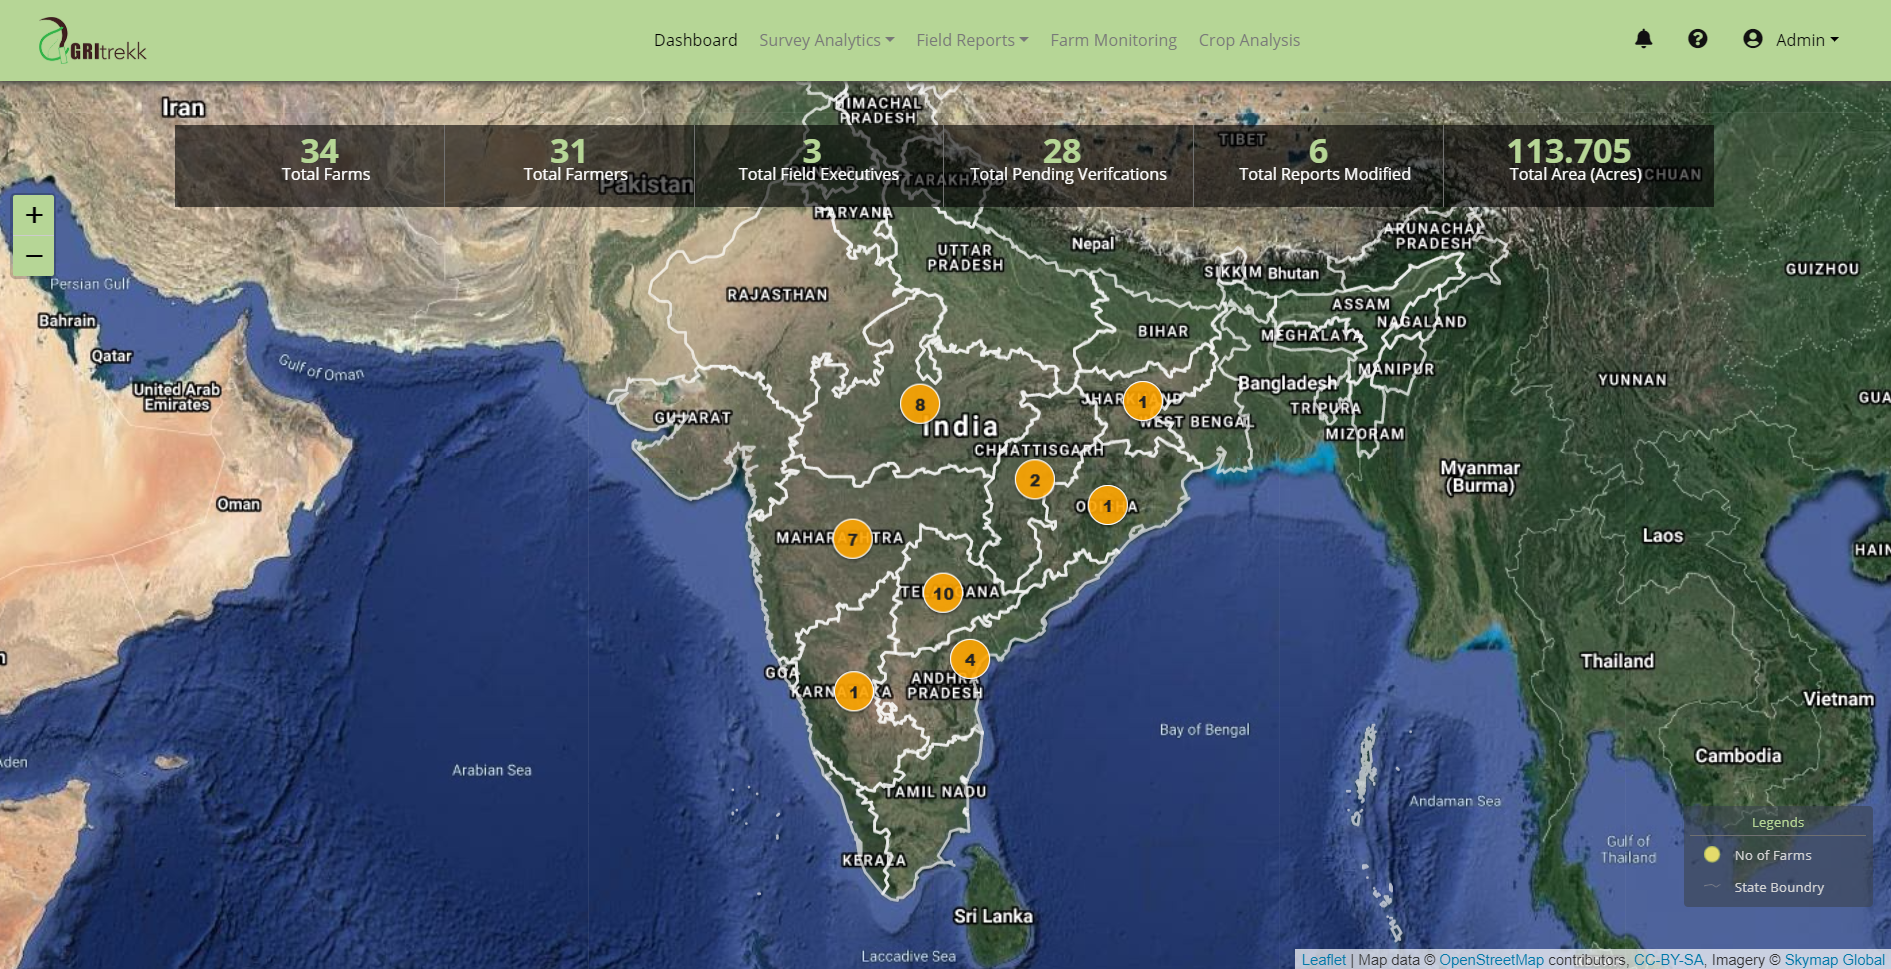 GRItrekk
Dashboard
Survey Analytics
Field Reports
Farm Monitoring
Crop Analysis
Admin
34
Total Farms
31
Total Farmers
3
Total Field Executives
28
Total Pending Verifcations
6
Total Reports Modified
113.705
Total Area (Acres)
+
−
Iran
HIMACHAL
PRADESH
TIBET
Pakistan
HARYANA
UTTAR
PRADESH
Nepal
ARUNACHAL
PRADESH
SIKKIM
Bhutan
GUIZHOU
Persian Gulf
RAJASTHAN
ASSAM
Bahrain
BIHAR
MEGHALAYA
NAGALAND
Qatar
Gulf of Oman
United Arab
Emirates
Bangladesh
MANIPUR
YUNNAN
8
1
GUJARAT
India
WEST BENGAL
TRIPURA
MIZORAM
CHHATTISGARH
2
Myanmar
(Burma)
Oman
1
7
Laos
10
4
GOA
1
ANDHRA
PRADESH
Thailand
Vietnam
Bay of Bengal
Cambodia
Arabian Sea
TAMIL NADU
Andaman Sea
KERALA
Gulf of
Thailand
Sri Lanka
Laccadive Sea
Legends
No of Farms
State Boundry
Leaflet | Map data © OpenStreetMap contributors, CC-BY-SA, Imagery © Skymap Global